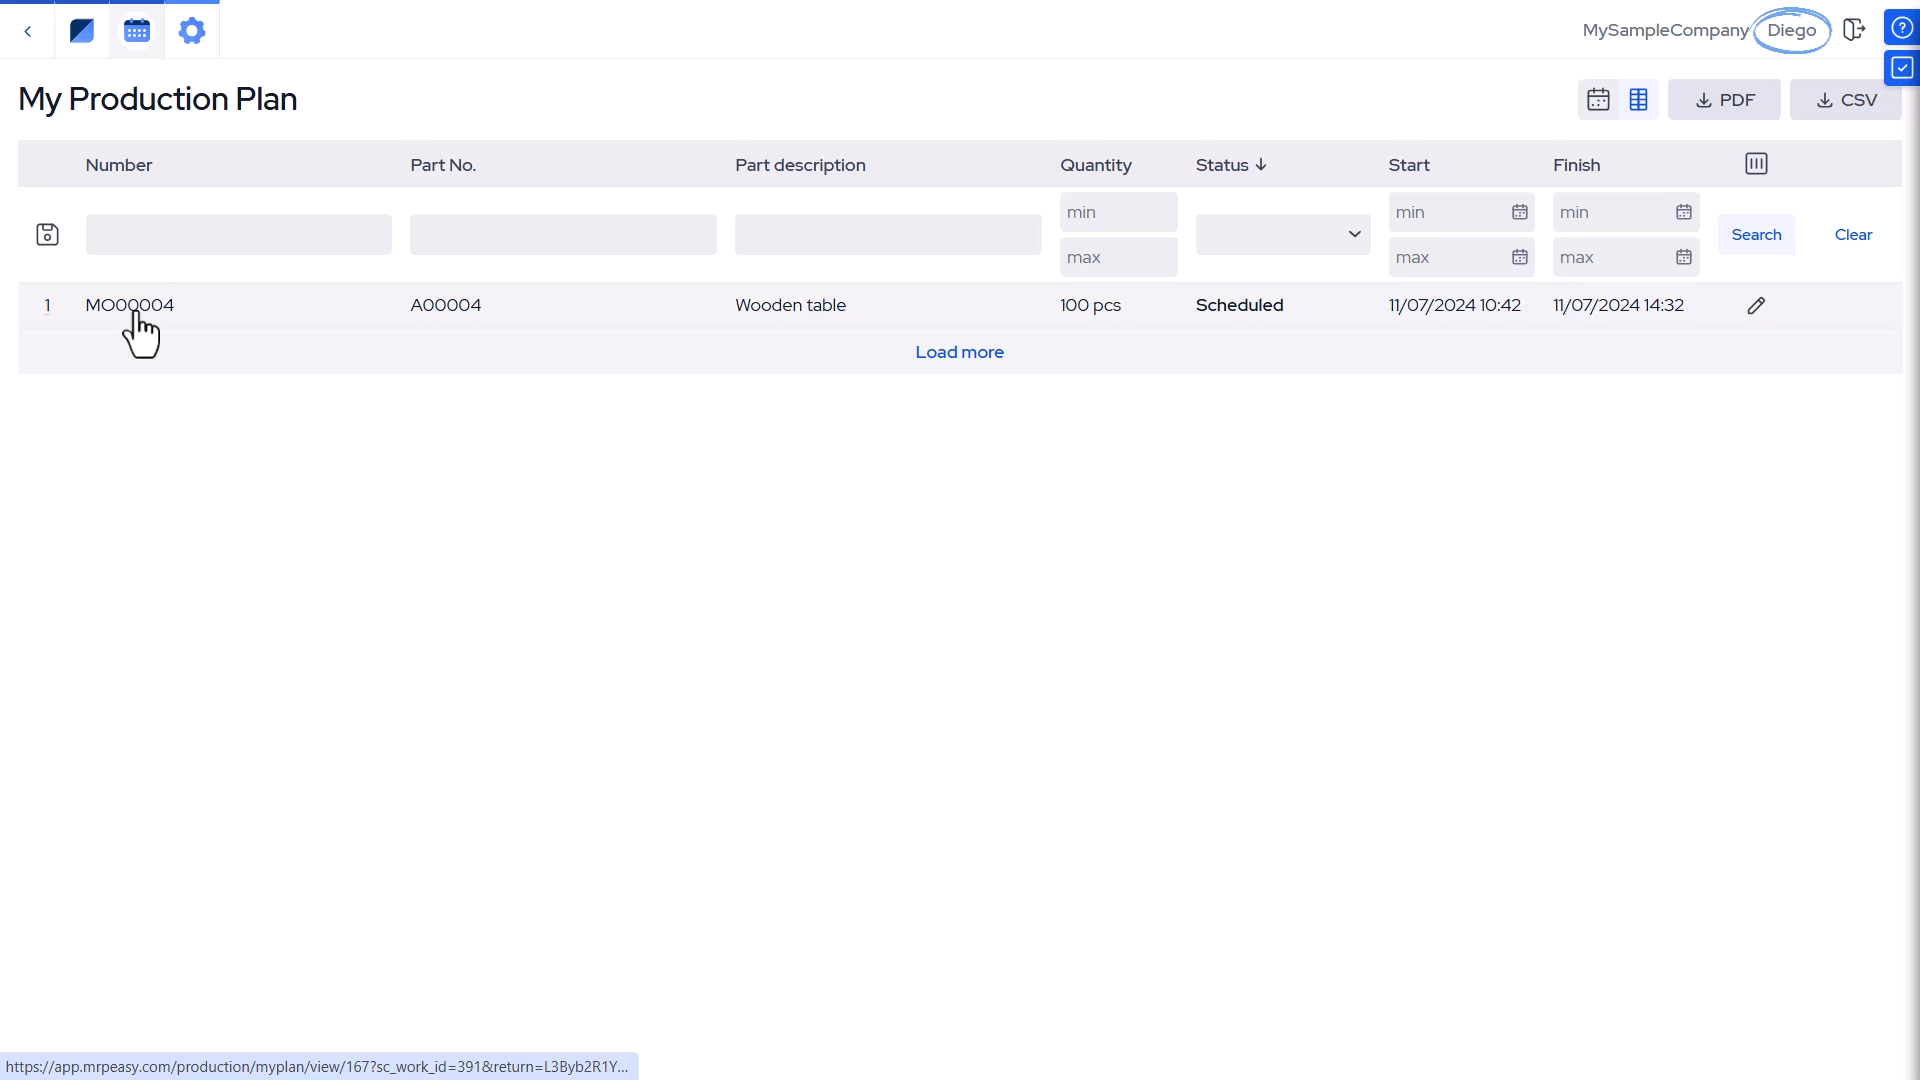 MySampleCompany Diego
My Production Plan
PDF
CSV
Number Part No. Part description Quantity Status ↓ Start Finish
min min min
Search Clear
max max max
1 MO00004 A00004 Wooden table 100 pcs Scheduled 11/07/2024 10:42 11/07/2024 14:32
Load more
https://app.mrpeasy.com/production/myplan/view/167?sc_work_id=391&return=L3Byb2R1Y...